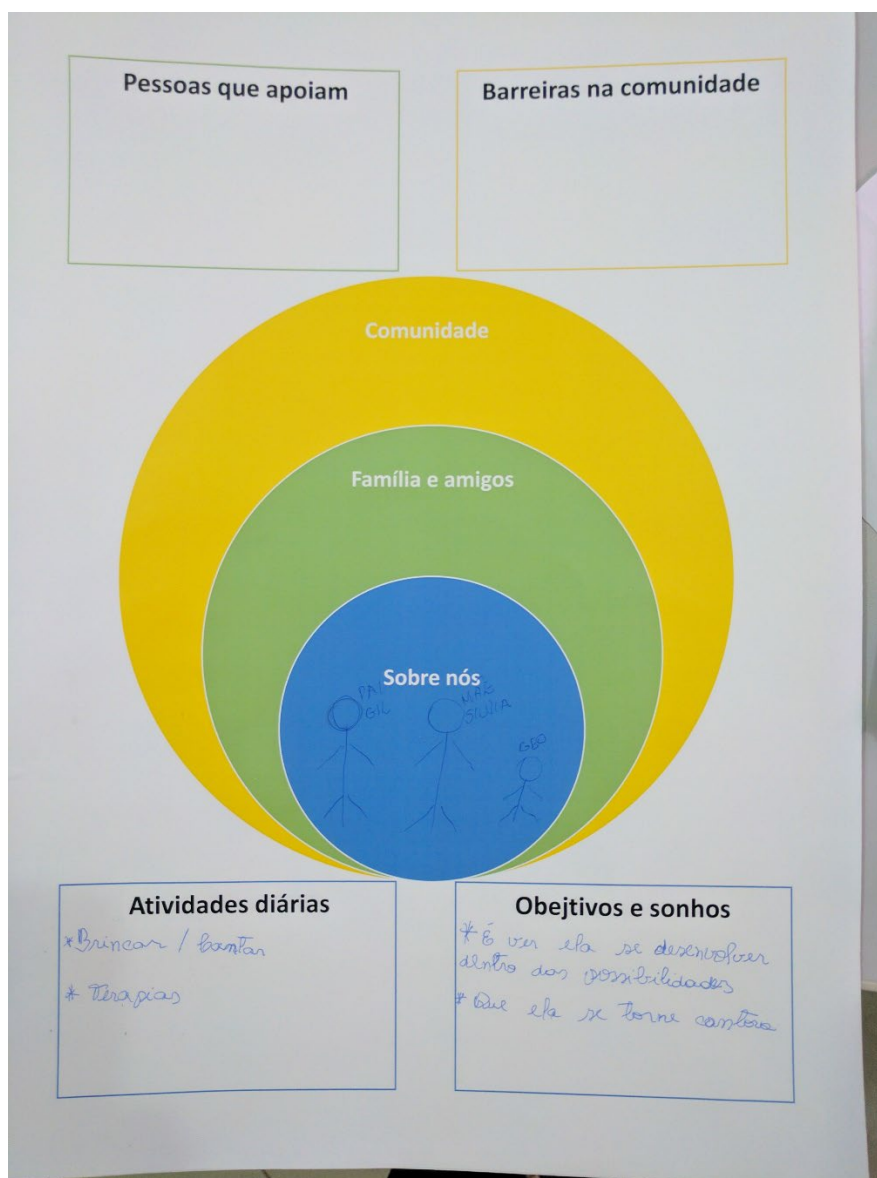 Pessoas que apoiam
Barreiras na comunidade
Comunidade
Família e amigos
Sobre nós
PAI
GIL
MÃE
SILVIA
GEO
Atividades diárias
*Brincar / Cantar
* Terapias
Obejtivos e sonhos
* É ver ela se desenvolver
dentro das possibilidades
* Que ela se torne cantora